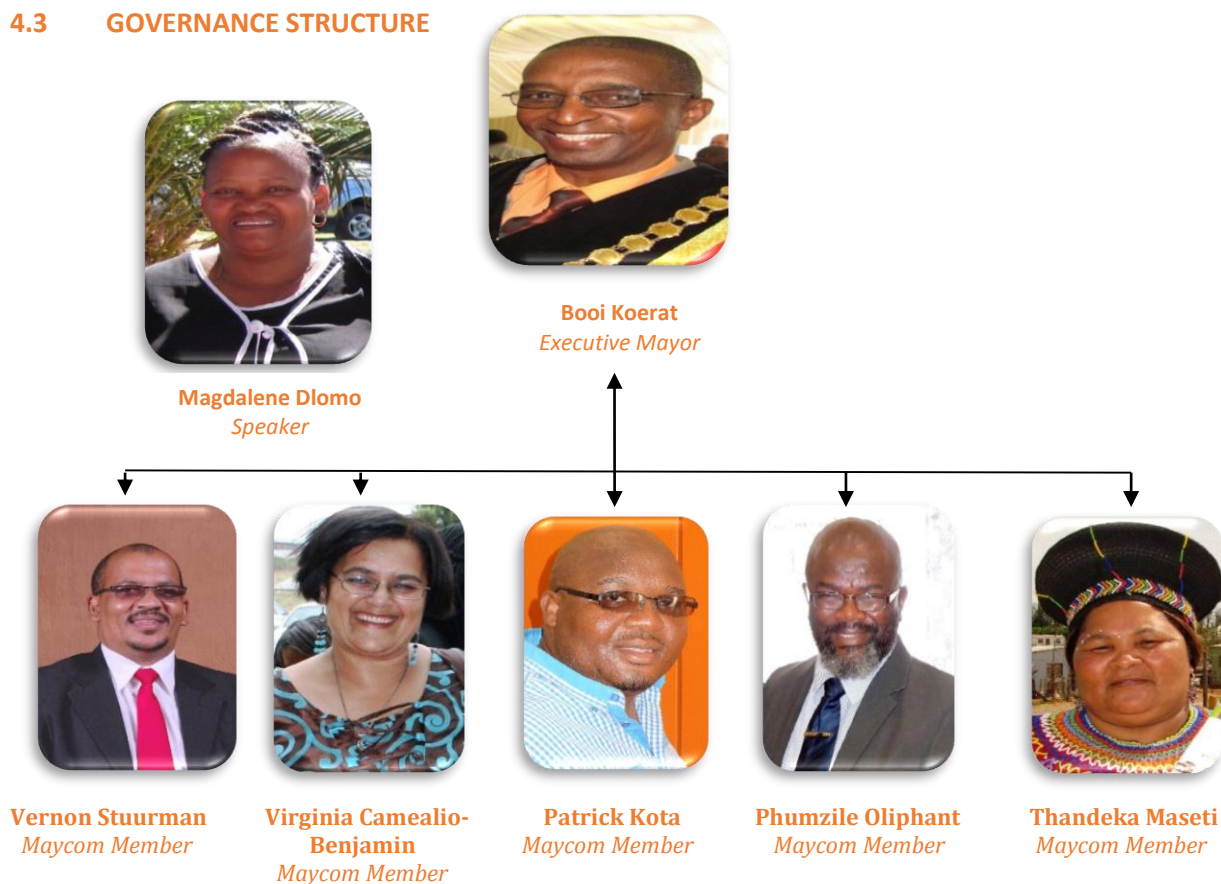 4.3 GOVERNANCE STRUCTURE
Booi Koerat
Executive Mayor
Magdalene Dlomo
Speaker
Vernon Stuurman
Maycom Member
Virginia Camealio-
Benjamin
Maycom Member
Patrick Kota
Maycom Member
Phumzile Oliphant
Maycom Member
Thandeka Maseti
Maycom Member